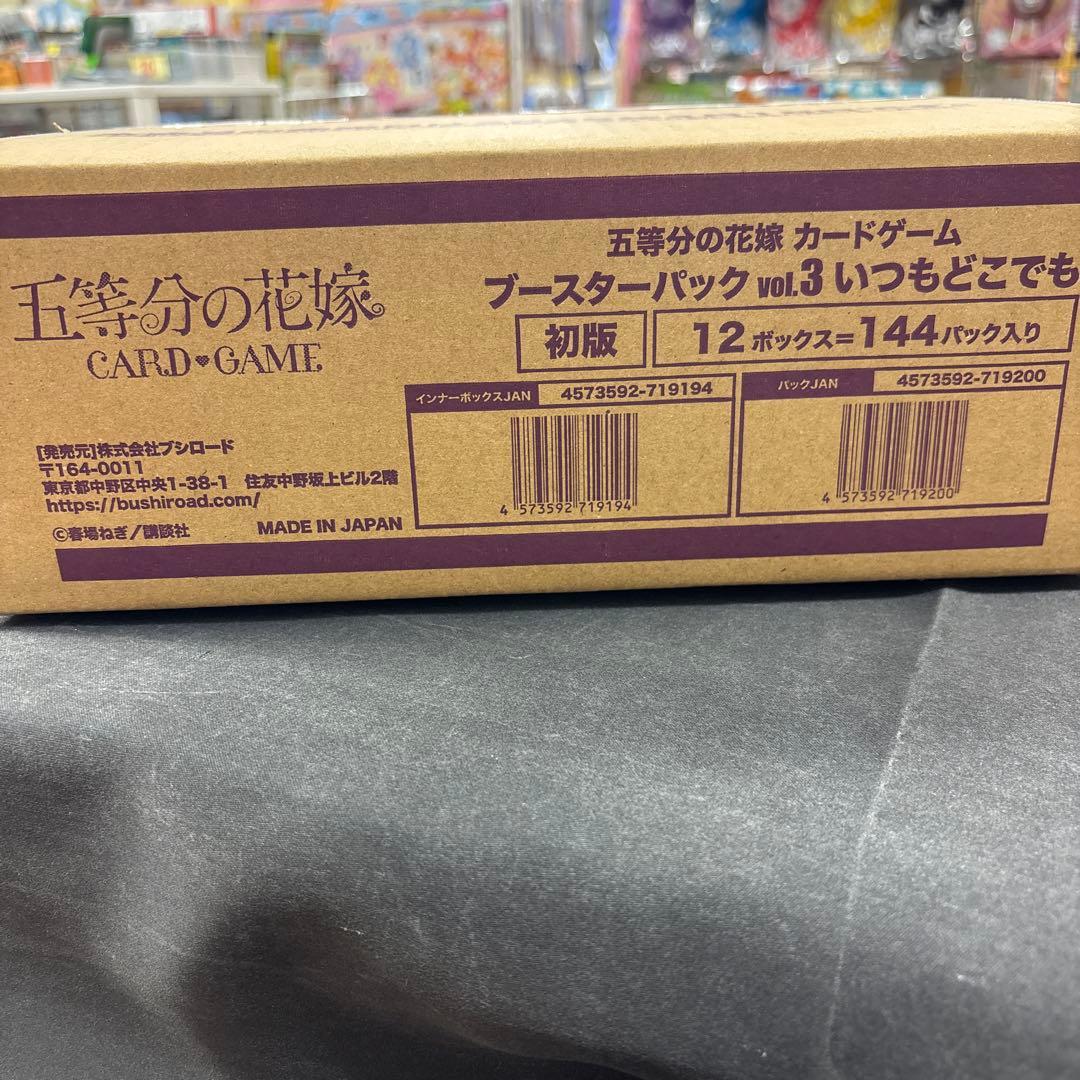 五等分の花嫁
CARD♥GAME
五等分の花嫁 カードゲーム
ブースターパック vol.3 いつもどこでも
初版
12ボックス=144パック入り
インナーボックスJAN 4573592-719194
4 573592 719194
パックJAN 4573592-719200
4 573592 719200
[発売元]株式会社ブシロード
〒164-0011
東京都中野区中央1-38-1 住友中野坂上ビル2階
https://bushiroad.com/
©春場ねぎ/講談社 MADE IN JAPAN